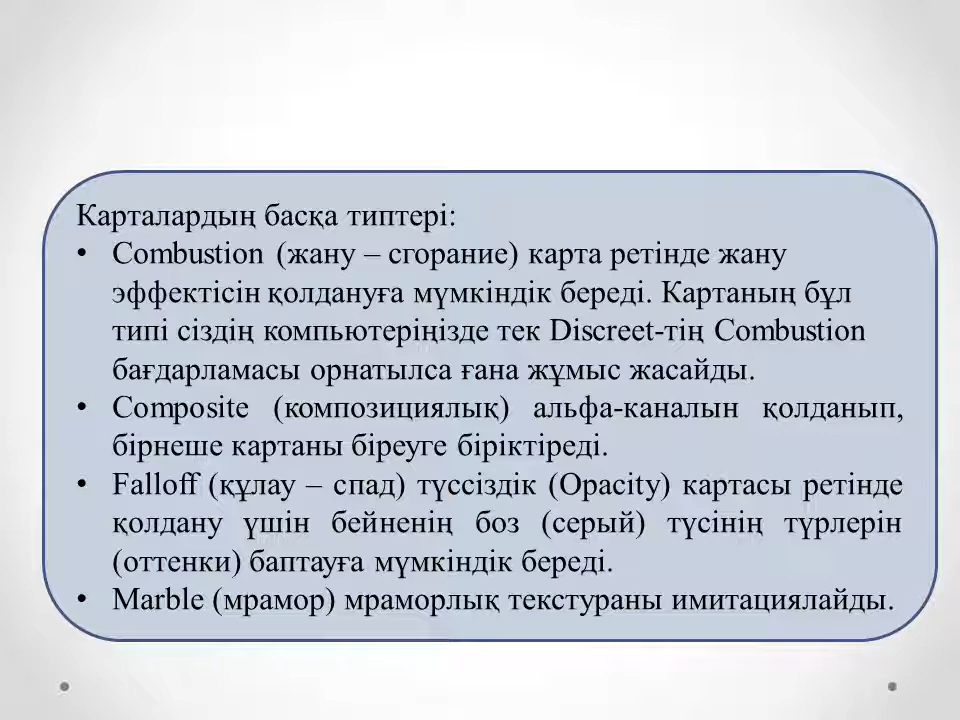 Карталардың басқа типтері:
• Combustion (жану – сгорание) карта ретінде жану
эффектісін қолдануға мүмкіндік береді. Картаның бұл
типі сіздің компьютеріңізде тек Discreet-тің Combustion
бағдарламасы орнатылса ғана жұмыс жасайды.
• Composite (композициялық) альфа-каналын қолданып,
бірнеше картаны біреуге біріктіреді.
• Falloff (құлау – спад) түссіздік (Opacity) картасы ретінде
қолдану үшін бейненің боз (серый) түсінің түрлерін
(оттенки) баптауға мүмкіндік береді.
• Marble (мрамор) мраморлық текстураны имитациялайды.